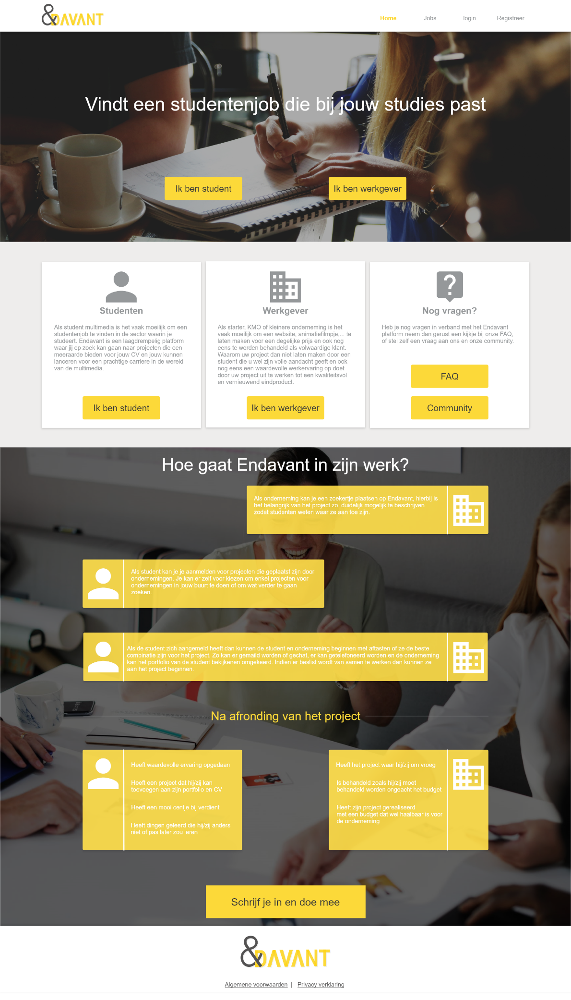 &DAVANT
Home Jobs login Registreer
Vindt een studentenjob die bij jouw studies past
Ik ben student
Ik ben werkgever
Studenten
Als student multimedia is het vaak moeilijk om een
studentenjob te vinden in de sector waarin je
studeert. Endavant is een laagdrempelig platform
waar jij op zoek kan gaan naar projecten die een
meeraarde bieden voor jouw CV en jouw kunnen
lanceren voor een prachtige carriere in de wereld
van de multimedia.
Ik ben student
Werkgever
Als starter, KMO of kleinere onderneming is het
vaak moeilijk om een website, animatiefilmpje,... te
laten maken voor een degelijke prijs en ook nog
eens te worden behandeld als volwaardige klant.
Waarom uw project dan niet laten maken door een
student die u wel zijn volle aandacht geeft en ook
nog eens een waardevolle werkervaring op doet
door uw project uit te werken tot een kwaliteitsvol
en vernieuwend eindproduct.
Ik ben werkgever
Nog vragen?
Heb je nog vragen in verband met het Endavant
platform neem dan gerust een kijkje bij onze FAQ,
of stel zelf een vraag aan ons en onze community.
FAQ
Community
Hoe gaat Endavant in zijn werk?
Als onderneming kan je een zoekertje plaatsen op Endavant, hierbij is
het belangrijk van het project zo duidelijk mogelijk te beschrijven
zodat studenten weten waar ze aan toe zijn.
Als student kan je je aanmelden voor projecten die geplaatst zijn door
ondernemingen. Je kan er zelf voor kiezen om enkel projecten voor
ondernemingen in jouw buurt te doen of om wat verder te gaan
zoeken.
Als de student zich aangemeld heeft dan kunnen de student en onderneming beginnen met aftasten of ze de beste
combinatie zijn voor het project. Zo kan er gemaild worden of gechat, er kan getelefoneerd worden en de onderneming
kan het portfolio van de student bekijkenen omgekeerd. Indien er beslist wordt van samen te werken dan kunnen ze
aan het project beginnen.
Na afronding van het project
Heeft waardevolle ervaring opgedaan
Heeft een project dat hij/zij kan
toevoegen aan zijn portfolio en CV
Heeft een mooi centje bij verdient
Heeft dingen geleerd die hij/zij anders
niet of pas later zou leren
Heeft het project waar hij/zij om vroeg
Is behandeld zoals hij/zij moet
behandeld worden ongeacht het budget
Heeft zijn project gerealiseerd
met een budget dat wel haalbaar is voor
de onderneming
Schrijf je in en doe mee
&DAVANT
Algemene voorwaarden | Privacy verklaring